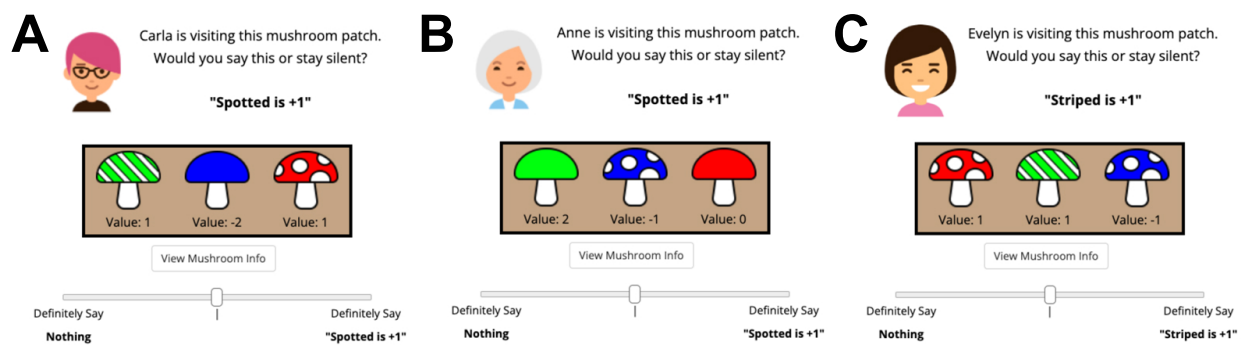 A
Carla is visiting this mushroom patch.
Would you say this or stay silent?
"Spotted is +1"
Value: 1
Value: -2
Value: 1
View Mushroom Info
Definitely Say
Nothing
Definitely Say
"Spotted is +1"
B
Anne is visiting this mushroom patch.
Would you say this or stay silent?
"Spotted is +1"
Value: 2
Value: -1
Value: 0
View Mushroom Info
Definitely Say
Nothing
Definitely Say
"Spotted is +1"
C
Evelyn is visiting this mushroom patch.
Would you say this or stay silent?
"Striped is +1"
Value: 1
Value: 1
Value: -1
View Mushroom Info
Definitely Say
Nothing
Definitely Say
"Striped is +1"